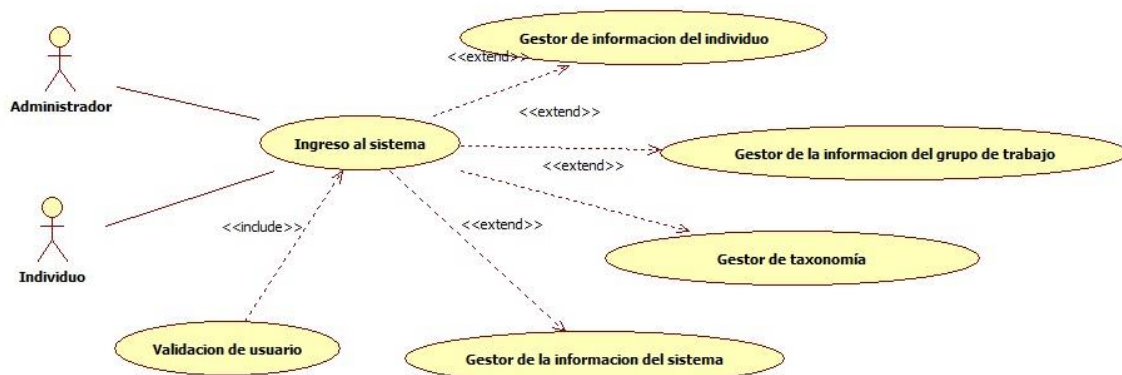 Gestor de informacion del individuo
<<extend>>
Administrador
<<extend>>
Ingreso al sistema
Gestor de la informacion del grupo de trabajo
<<extend>>
<<include>>
<<extend>>
Gestor de taxonomía
Individuo
Validacion de usuario
Gestor de la informacion del sistema